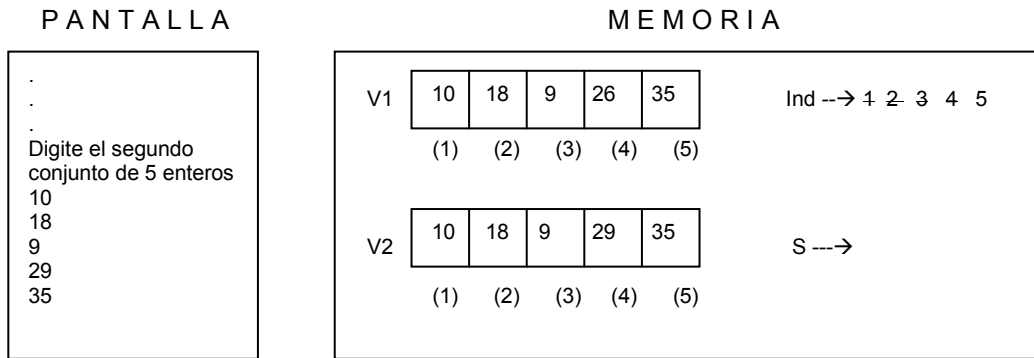 P A N T A L L A
M E M O R I A
.
.
.
Digite el segundo
conjunto de 5 enteros
10
18
9
29
35
V1 10 18 9 26 35 Ind --→ 1 2 3 4 5
(1) (2) (3) (4) (5)
V2 10 18 9 29 35 S ---→
(1) (2) (3) (4) (5)